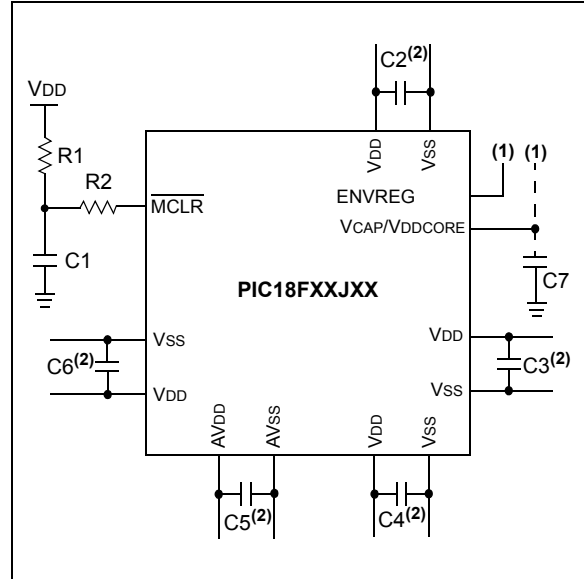 C2(2)
VDD
R1
R2
C1
MCLR
VDD
VSS
(1) (1)
ENVREG
VCAP/VDDCORE
C7
PIC18FXXJXX
VSS
C6(2)
VDD
VDD
C3(2)
VSS
AVDD
AVSS
VDD
VSS
C5(2)
C4(2)